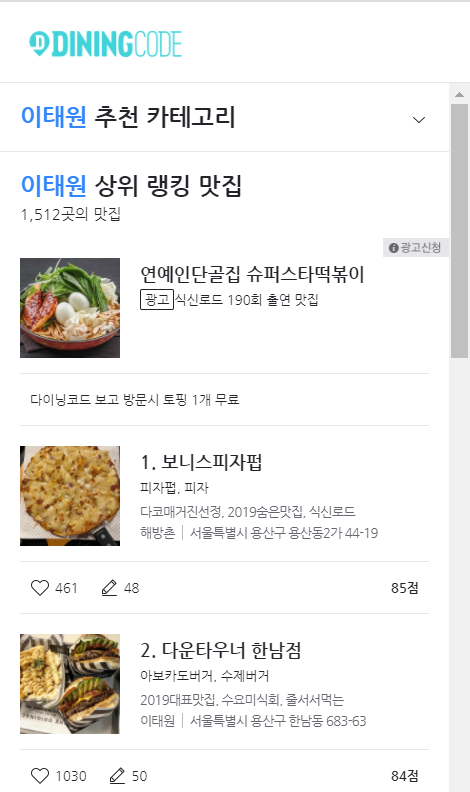 DININGCODE
이태원 추천 카테고리
이태원 상위 랭킹 맛집
1,512곳의 맛집
광고신청
연예인단골집 슈퍼스타떡볶이
광고 식신로드 190회 출연 맛집
다이닝코드 보고 방문시 토핑 1개 무료
1. 보니스피자펍
피자펍, 피자
다코매거진선정, 2019숨은맛집, 식신로드
해방촌 | 서울특별시 용산구 용산동2가 44-19
461 48 85점
2. 다운타우너 한남점
아보카도버거, 수제버거
2019대표맛집, 수요미식회, 줄서서먹는
이태원 | 서울특별시 용산구 한남동 683-63
1030 50 84점